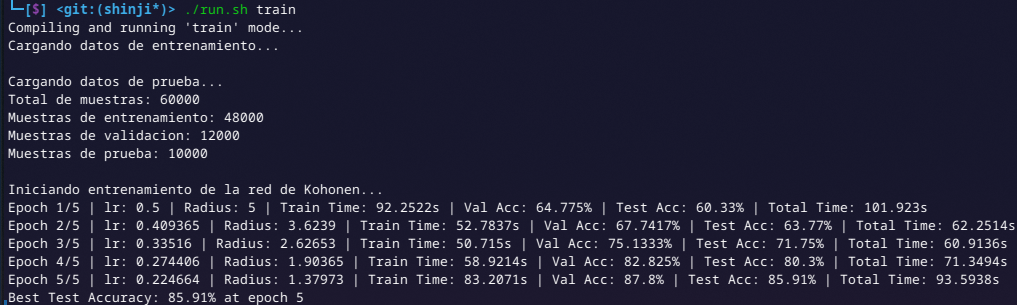 └─[$] <git:(shinji*)> ./run.sh train
Compiling and running 'train' mode...
Cargando datos de entrenamiento...

Cargando datos de prueba...
Total de muestras: 60000
Muestras de entrenamiento: 48000
Muestras de validacion: 12000
Muestras de prueba: 10000

Iniciando entrenamiento de la red de Kohonen...
Epoch 1/5 | lr: 0.5 | Radius: 5 | Train Time: 92.2522s | Val Acc: 64.775% | Test Acc: 60.33% | Total Time: 101.923s
Epoch 2/5 | lr: 0.409365 | Radius: 3.6239 | Train Time: 52.7837s | Val Acc: 67.7417% | Test Acc: 63.77% | Total Time: 62.2514s
Epoch 3/5 | lr: 0.33516 | Radius: 2.62653 | Train Time: 50.715s | Val Acc: 75.1333% | Test Acc: 71.75% | Total Time: 60.9136s
Epoch 4/5 | lr: 0.274406 | Radius: 1.90365 | Train Time: 58.9214s | Val Acc: 82.825% | Test Acc: 80.3% | Total Time: 71.3494s
Epoch 5/5 | lr: 0.224664 | Radius: 1.37973 | Train Time: 83.2071s | Val Acc: 87.8% | Test Acc: 85.91% | Total Time: 93.5938s
Best Test Accuracy: 85.91% at epoch 5